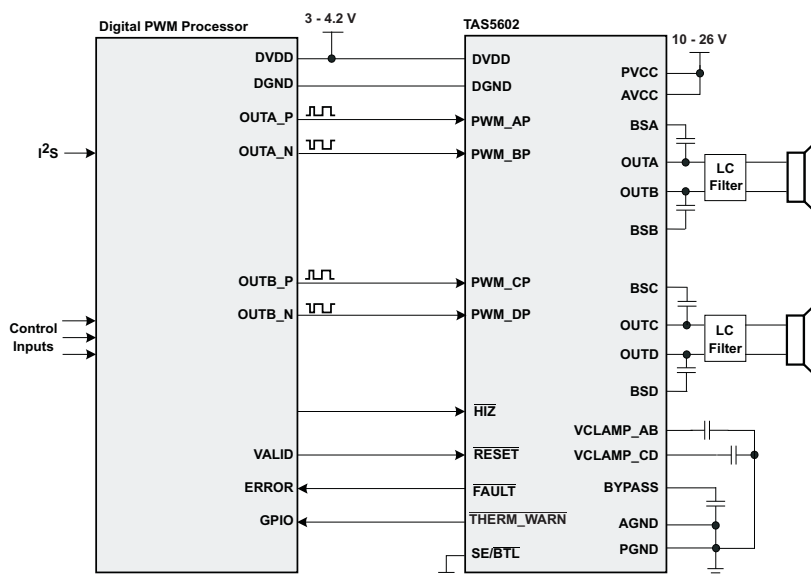 Digital PWM Processor
3 - 4.2 V
TAS5602
10 - 26 V
DVDD
DVDD
PVCC
DGND
DGND
AVCC
OUTA_P
PWM_AP
BSA
I²S
OUTA_N
PWM_BP
OUTA
LC
Filter
OUTB
BSB
OUTB_P
PWM_CP
BSC
Control
Inputs
OUTB_N
PWM_DP
OUTC
LC
Filter
OUTD
BSD
HIZ
VCLAMP_AB
VALID
RESET
VCLAMP_CD
ERROR
FAULT
BYPASS
GPIO
THERM_WARN
AGND
SE/BTL
PGND